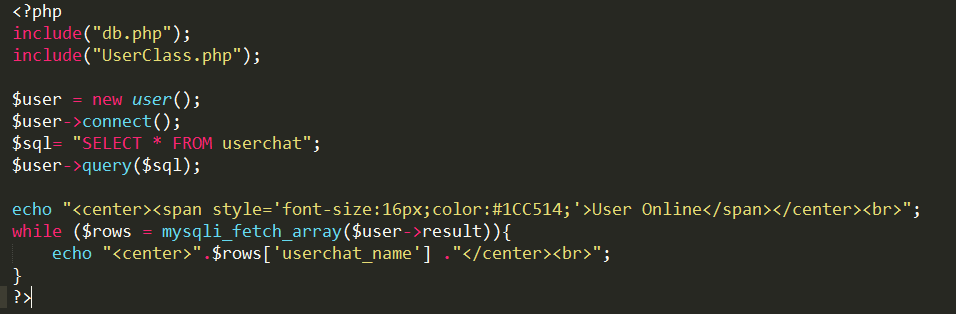 <?php
include("db.php");
include("UserClass.php");
$user = new user();
$user->connect();
$sql= "SELECT * FROM userchat";
$user->query($sql);
echo "<center><span style='font-size:16px;color:#1CC514;'>User Online</span></center><br>";
while ($rows = mysqli_fetch_array($user->result)){
    echo "<center>".$rows['userchat_name'] ."</center><br>";
}
?>